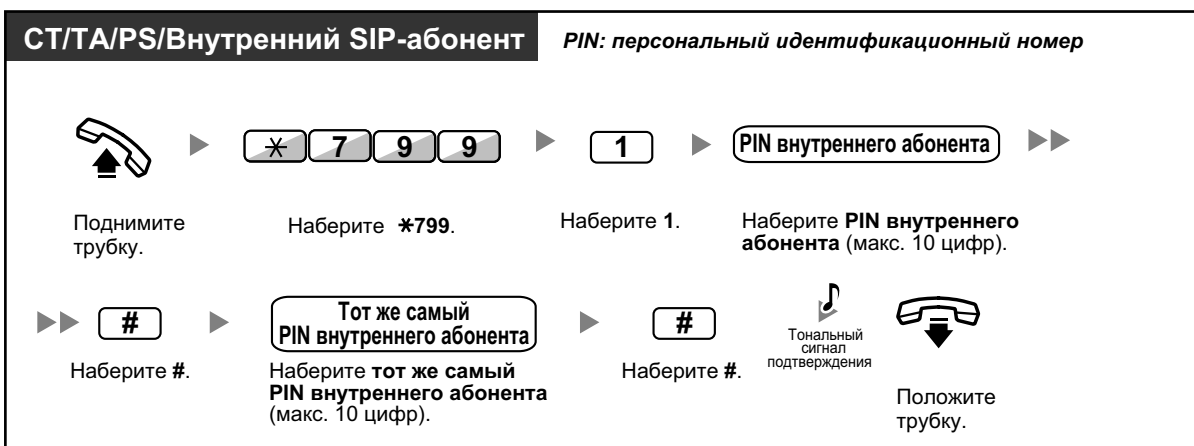 СТ/ТА/PS/Внутренний SIP-абонент
PIN: персональный идентификационный номер
✳ 7 9 9
1
PIN внутреннего абонента
Поднимите
трубку.
Наберите ✳799.
Наберите 1.
Наберите PIN внутреннего
абонента (макс. 10 цифр).
#
Тот же самый
PIN внутреннего абонента
#
Тональный
сигнал
подтверждения
Наберите #.
Наберите тот же самый
PIN внутреннего абонента
(макс. 10 цифр).
Наберите #.
Положите
трубку.